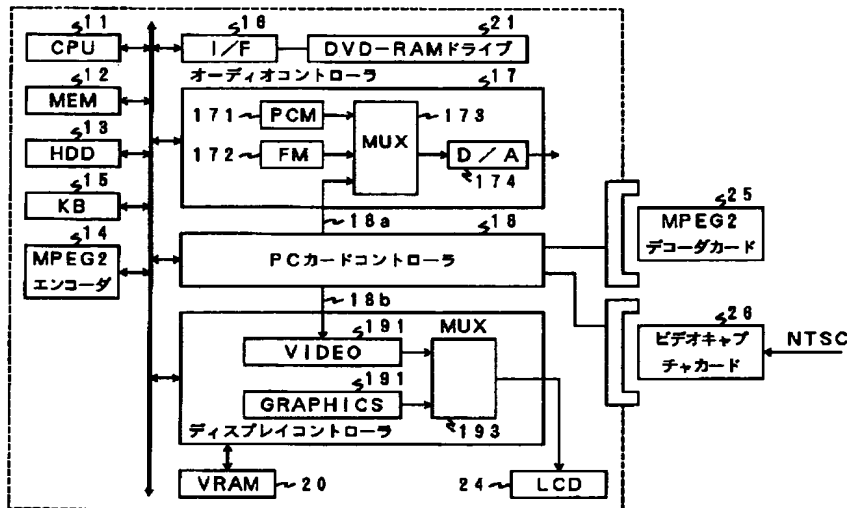 11
CPU
16
I/F
21
DVD-RAMドライブ
12
MEM
オーディオコントローラ
17
171
PCM
173
MUX
13
HDD
172
FM
D/A
174
15
KB
14
MPEG2
エンコーダ
18a
18
PCカードコントローラ
25
MPEG2
デコーダカード
18b
191
VIDEO
MUX
26
ビデオキャプ
チャカード
NTSC
191
GRAPHICS
ディスプレイコントローラ
193
VRAM
20
24
LCD